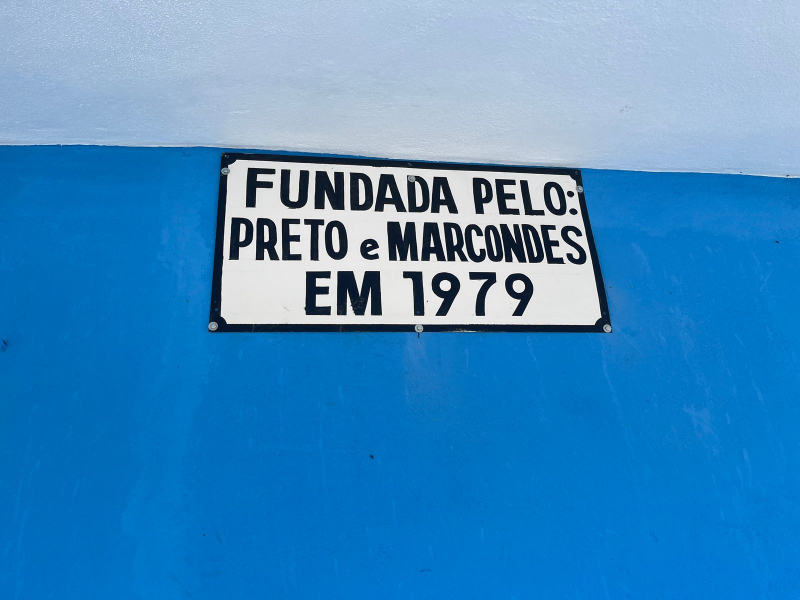 FUNDADA PELO:
PRETO e MARCONDES
EM 1979